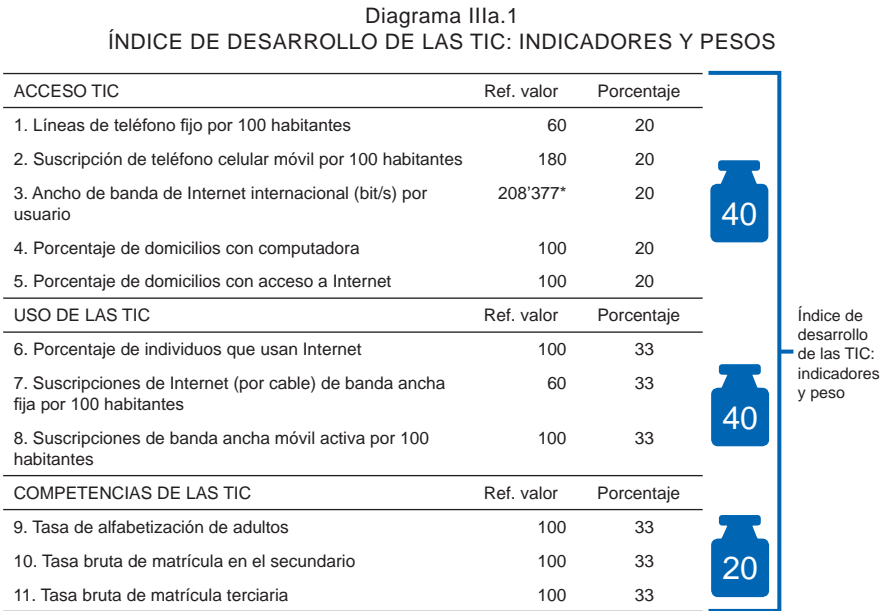 Diagrama IIIa.1
ÍNDICE DE DESARROLLO DE LAS TIC: INDICADORES Y PESOS
ACCESO TIC Ref. valor Porcentaje
1. Líneas de teléfono fijo por 100 habitantes 60 20
2. Suscripción de teléfono celular móvil por 100 habitantes 180 20
3. Ancho de banda de Internet internacional (bit/s) por 208'377* 20
usuario
4. Porcentaje de domicilios con computadora 100 20
5. Porcentaje de domicilios con acceso a Internet 100 20
40
USO DE LAS TIC Ref. valor Porcentaje
6. Porcentaje de individuos que usan Internet 100 33
7. Suscripciones de Internet (por cable) de banda ancha 60 33
fija por 100 habitantes
8. Suscripciones de banda ancha móvil activa por 100 100 33
habitantes
40
COMPETENCIAS DE LAS TIC Ref. valor Porcentaje
9. Tasa de alfabetización de adultos 100 33
10. Tasa bruta de matrícula en el secundario 100 33
11. Tasa bruta de matrícula terciaria 100 33
20
Índice de
desarrollo
de las TIC:
indicadores
y peso